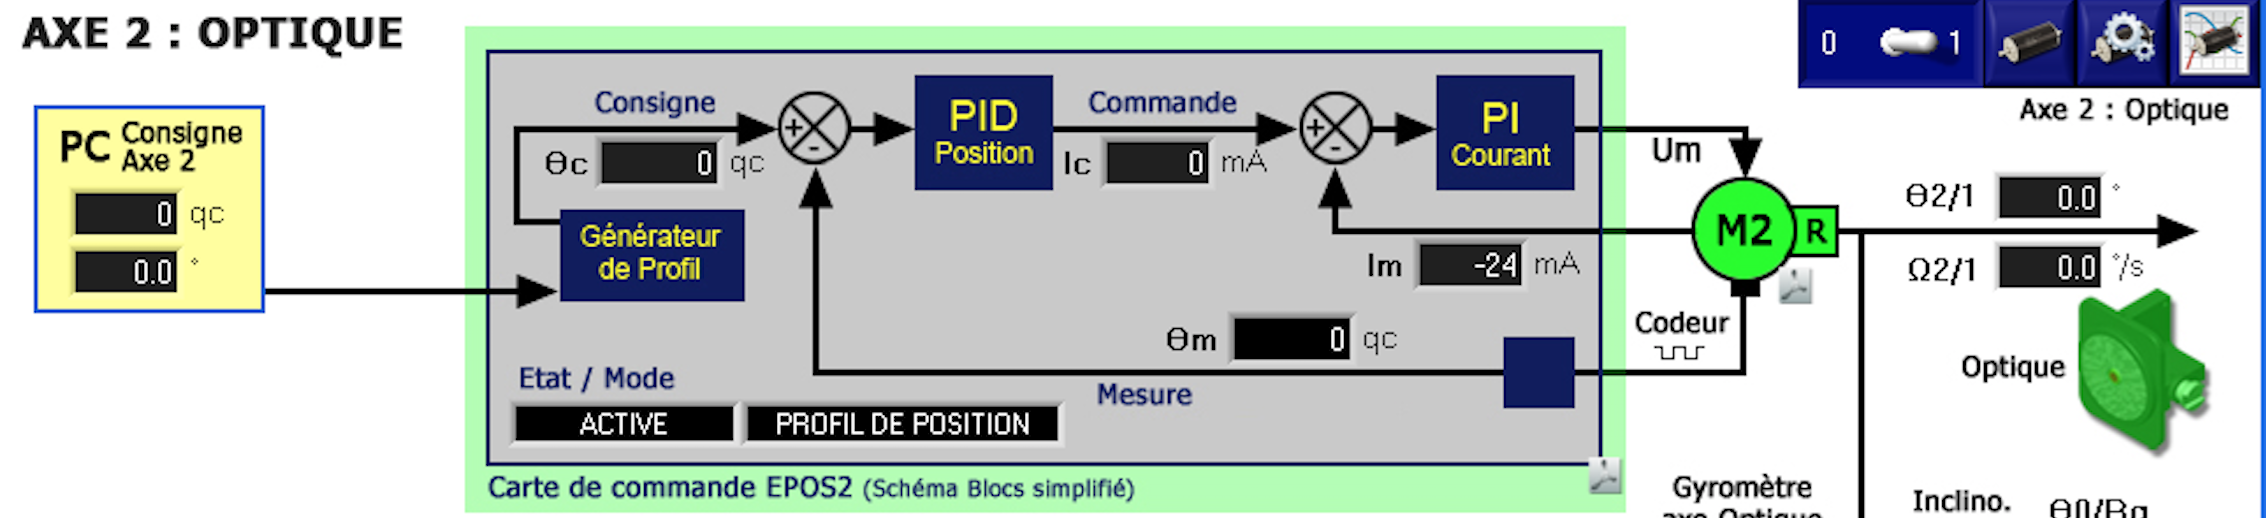 AXE 2 : OPTIQUE
0 1
Axe 2 : Optique
PC Consigne
Axe 2
0 qc
0.0 °
Consigne
Θc 0 qc
+
-
PID
Position
Commande
Ic 0 mA
+
-
PI
Courant
Um
Générateur
de Profil
M2 R
Θ2/1 0.0 °
Ω2/1 0.0 °/s
Im -24 mA
Θm 0 qc
Codeur
Optique
Etat / Mode
Mesure
ACTIVE PROFIL DE POSITION
Carte de commande EPOS2 (Schéma Blocs simplifié)
Gyromètre
axe Optique
Inclino.